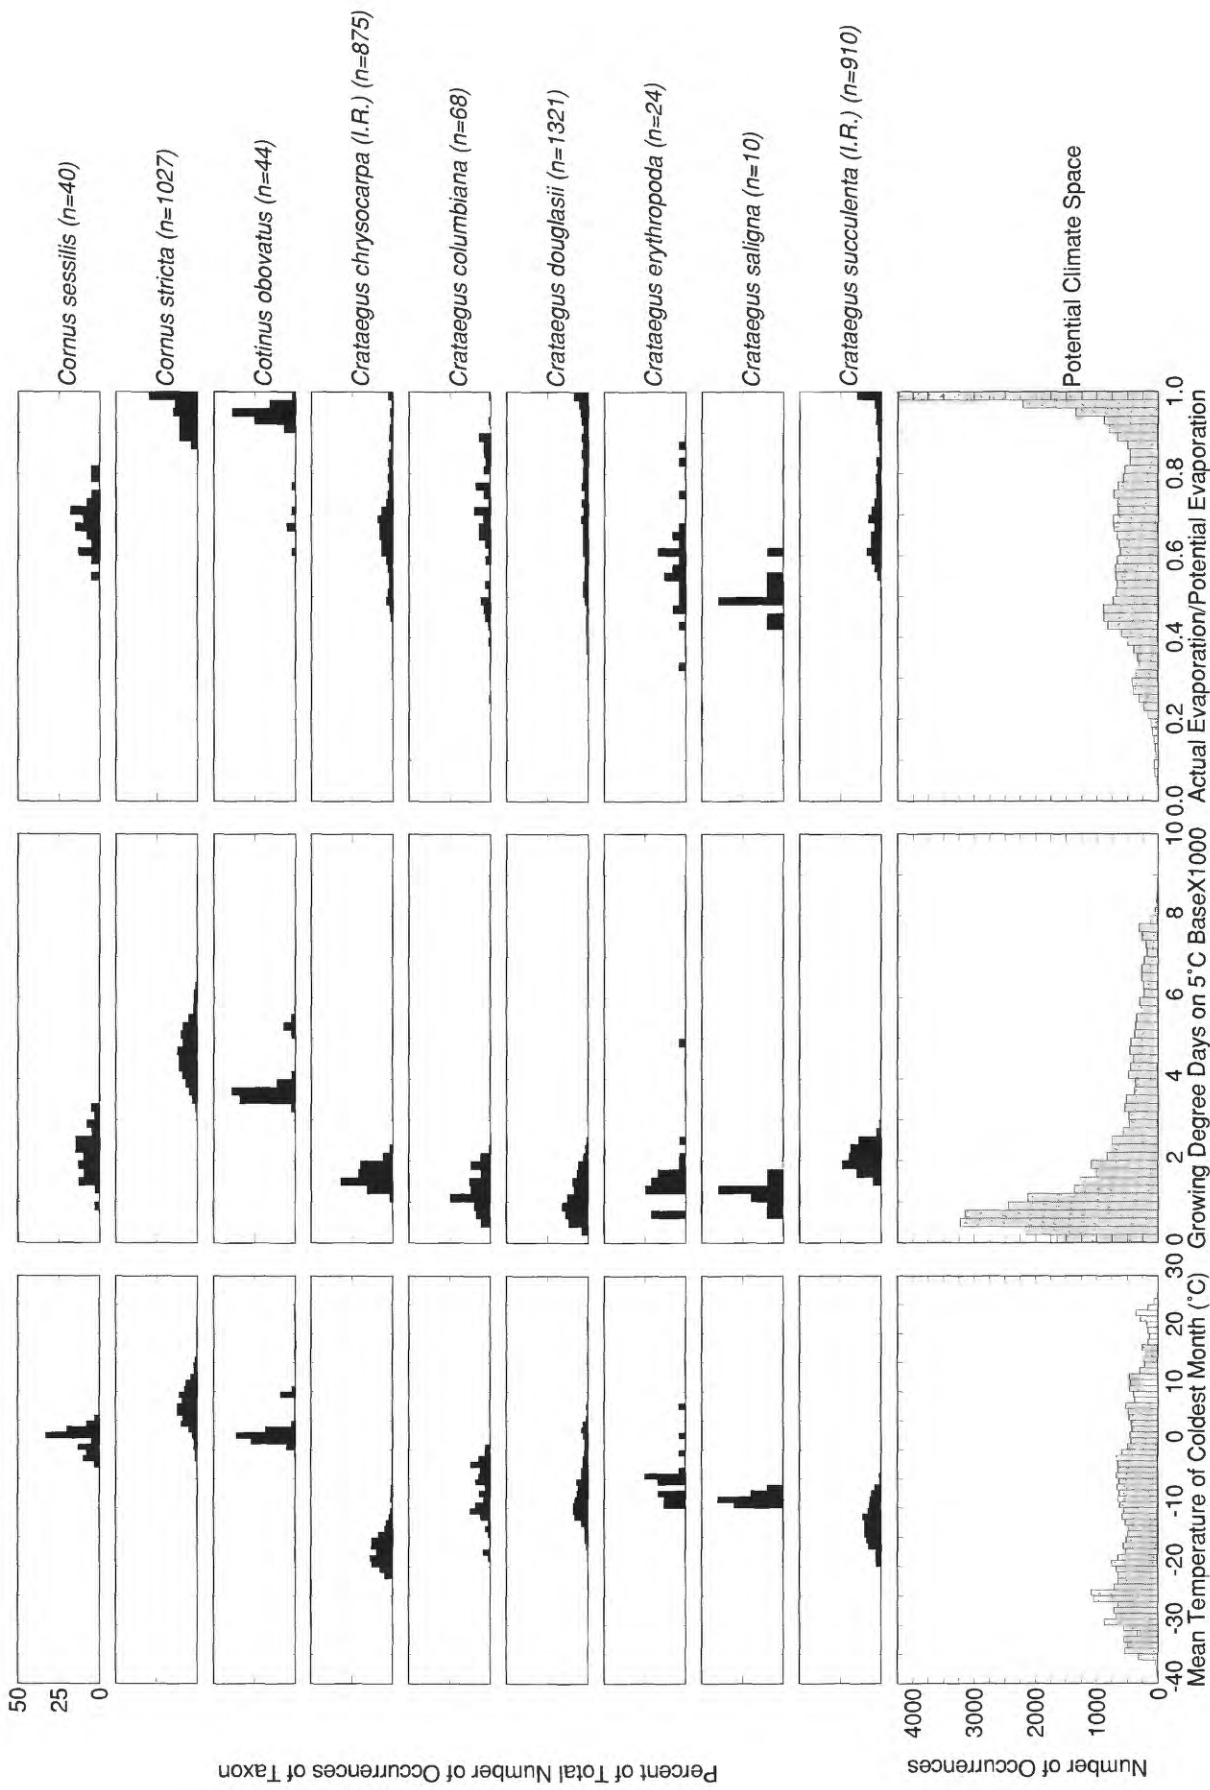 50
25
0
Percent of Total Number of Occurrences of Taxon
Cornus sessilis (n=40)
Cornus stricta (n=1027)
Cotinus obovatus (n=44)
Crataegus chrysocarpa (I.R.) (n=875)
Crataegus columbiana (n=68)
Crataegus douglasii (n=1321)
Crataegus erythropoda (n=24)
Crataegus saligna (n=10)
Crataegus succulenta (I.R.) (n=910)
Potential Climate Space
4000
3000
2000
1000
0
Number of Occurrences
-40 -30 -20 -10 0 10 20 30
Mean Temperature of Coldest Month (°C)
0 2 4 6 8 10
Growing Degree Days on 5°C BaseX1000
0.0 0.2 0.4 0.6 0.8 1.0
Actual Evaporation/Potential Evaporation